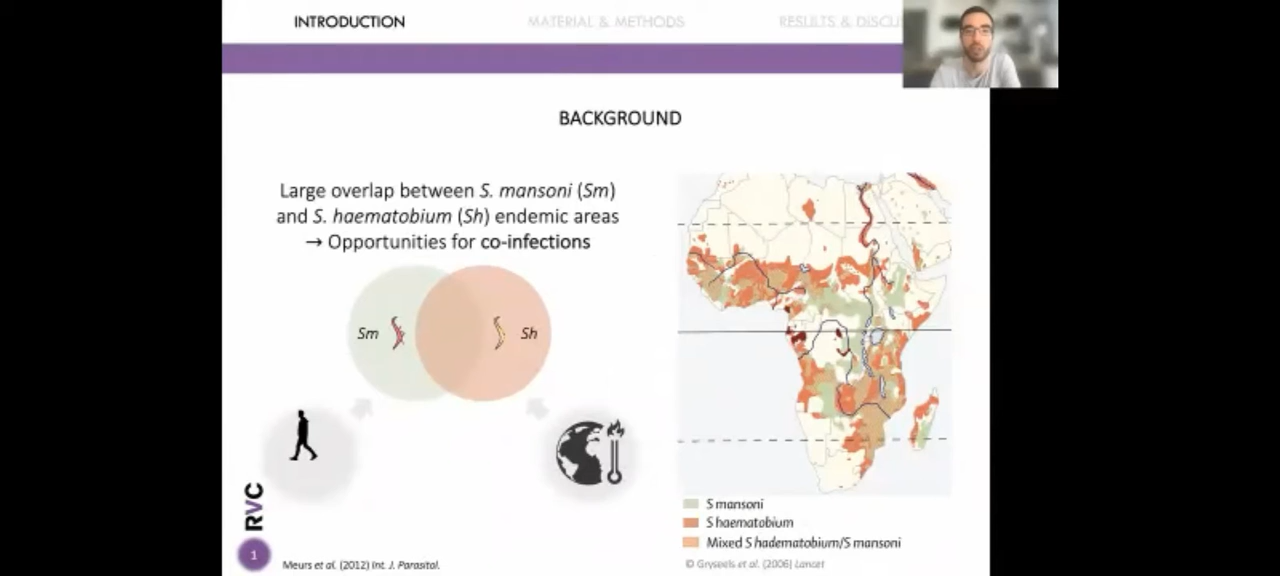 INTRODUCTION
MATERIAL & METHODS
RESULTS & DISCU
BACKGROUND
Large overlap between S. mansoni (Sm)
and S. haematobium (Sh) endemic areas
→ Opportunities for co-infections
Sm
Sh
S mansoni
S haematobium
Mixed S hadematobium/S mansoni
RVC
1
Meurs et al. (2012) Int. J. Parasitol.
© Gryseels et al. (2006) Lancet